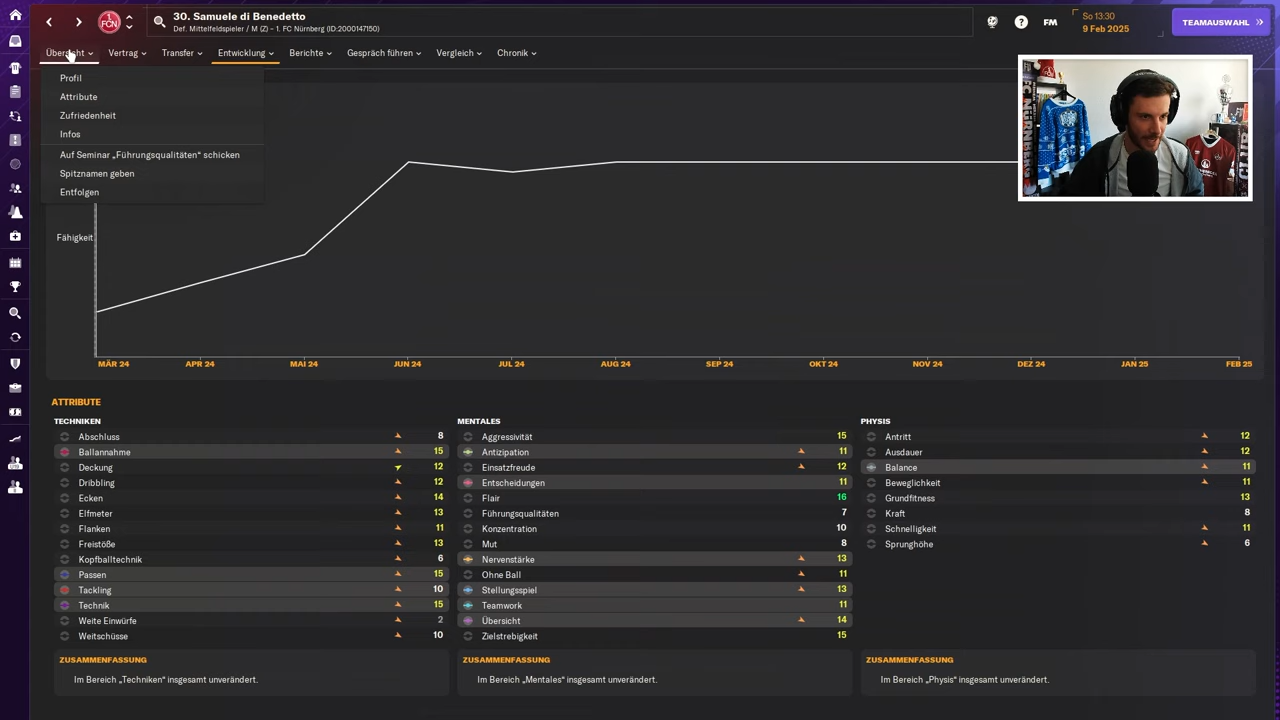 30. Samuele di Benedetto
Def. Mittelfeldspieler / M (Z) - 1. FC Nürnberg (ID:2000147150)
FM
So 13:30
9 Feb 2025
TEAMAUSWAHL
Übersicht
Vertrag
Transfer
Entwicklung
Berichte
Gespräch führen
Vergleich
Chronik
Profil
Attribute
Zufriedenheit
Infos
Auf Seminar „Führungsqualitäten“ schicken
Spitznamen geben
Entfolgen
Fähigkeit
MÄR 24
APR 24
MAI 24
JUN 24
JUL 24
AUG 24
SEP 24
OKT 24
NOV 24
DEZ 24
JAN 25
FEB 25
ATTRIBUTE
TECHNIKEN
Abschluss 8
Ballannahme 15
Deckung 12
Dribbling 12
Ecken 14
Elfmeter 13
Flanken 11
Freistöße 13
Kopfballtechnik 6
Passen 15
Tackling 10
Technik 15
Weite Einwürfe 2
Weitschüsse 10
MENTALES
Aggressivität 15
Antizipation 11
Einsatzfreude 12
Entscheidungen 11
Flair 16
Führungsqualitäten 7
Konzentration 10
Mut 8
Nervenstärke 13
Ohne Ball 11
Stellungsspiel 13
Teamwork 11
Übersicht 14
Zielstrebigkeit 15
PHYSIS
Antritt 12
Ausdauer 12
Balance 11
Beweglichkeit 11
Grundfitness 13
Kraft 8
Schnelligkeit 11
Sprunghöhe 6
ZUSAMMENFASSUNG
Im Bereich „Techniken“ insgesamt unverändert.
ZUSAMMENFASSUNG
Im Bereich „Mentales“ insgesamt unverändert.
ZUSAMMENFASSUNG
Im Bereich „Physis“ insgesamt unverändert.